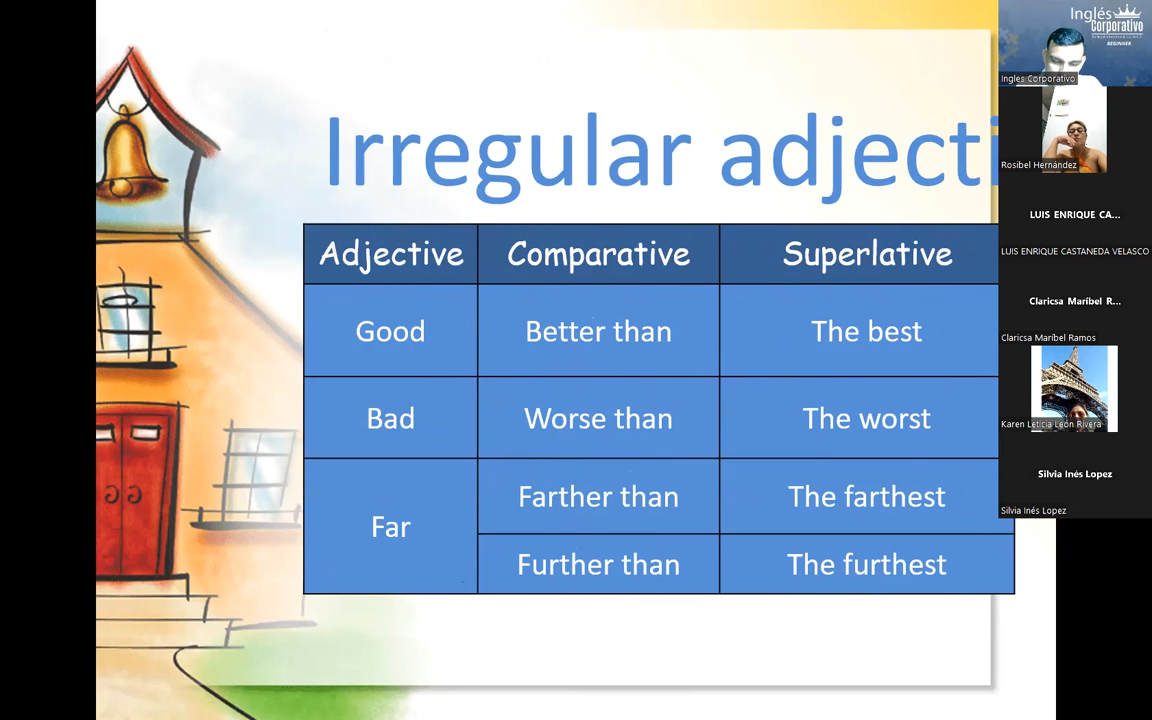 Irregular adjecti
Adjective Comparative Superlative
Good Better than The best
Bad Worse than The worst
Far Farther than The farthest
Further than The furthest
Inglés
Corporativo
BEGINNER
Ingles Corporativo
Rosibel Hernández
LUIS ENRIQUE CA...
LUIS ENRIQUE CASTANEDA VELASCO
Claricsa Maríbel R...
Claricsa Maríbel Ramos
Karen Leticia León Rivera
Silvia Inés Lopez
Silvia Inés Lopez